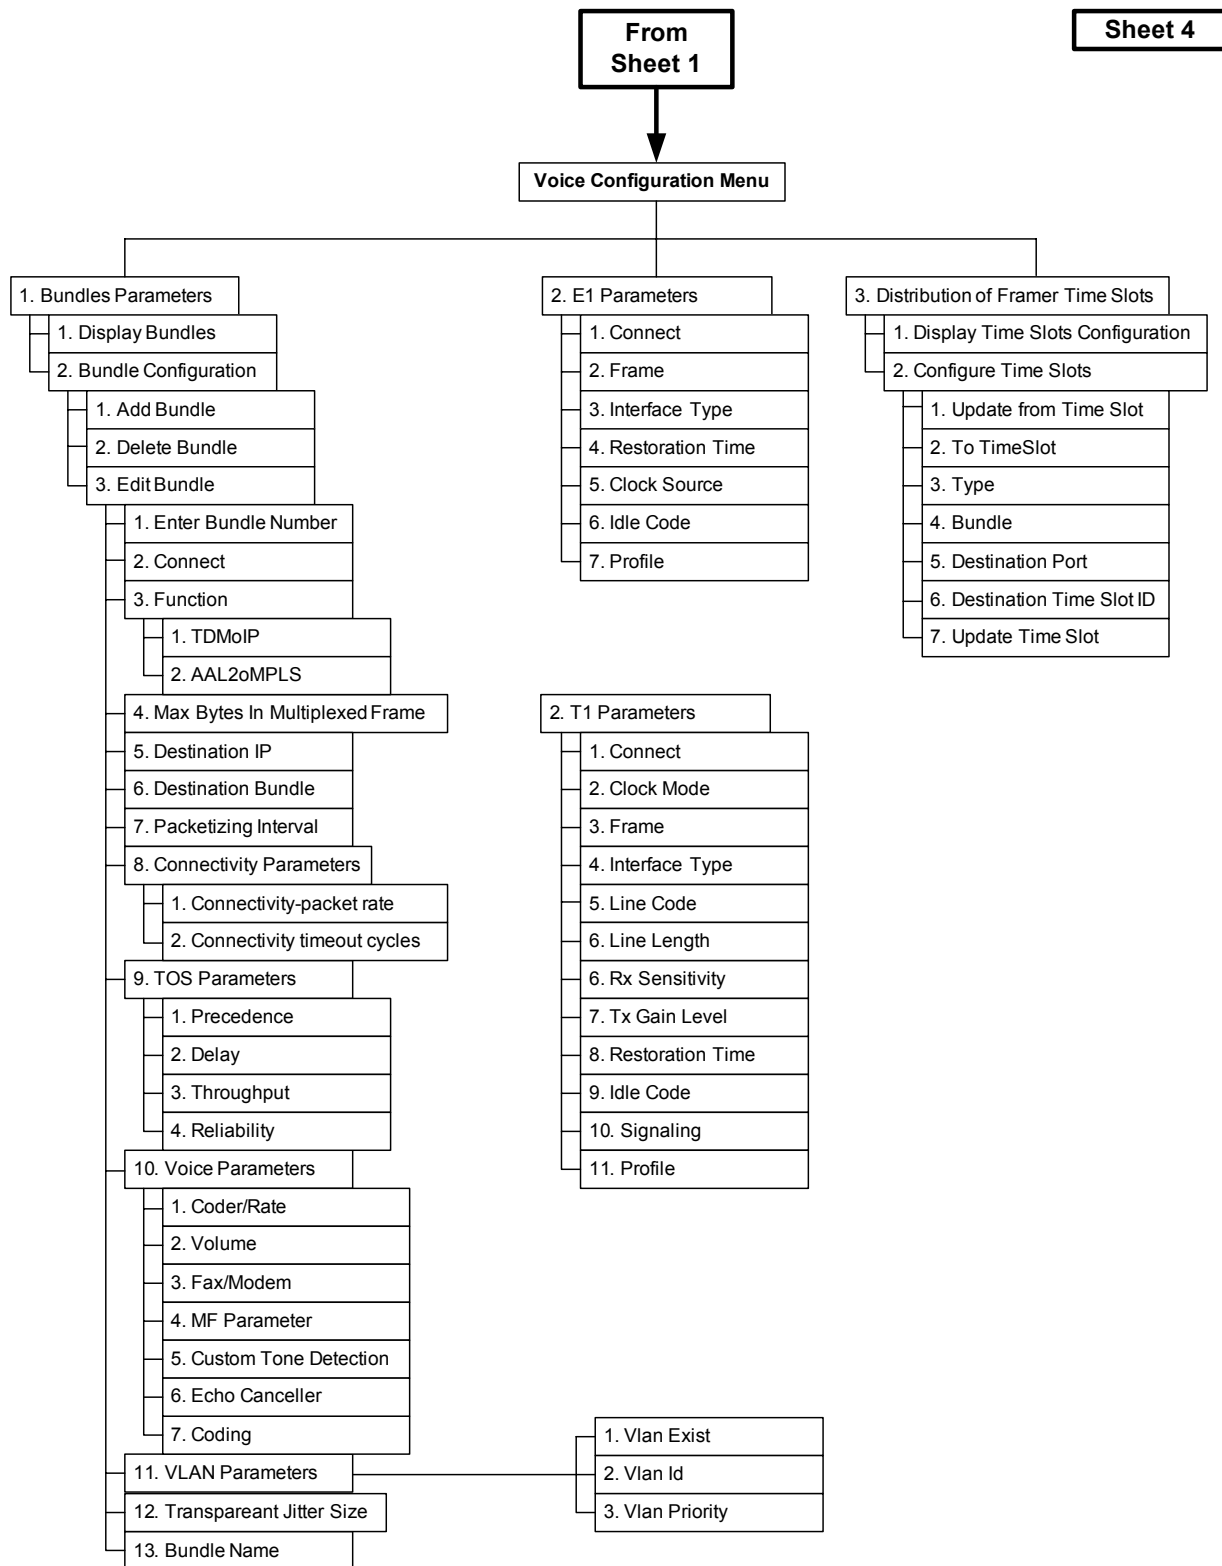 From
Sheet 1
Sheet 4
Voice Configuration Menu
1. Bundles Parameters
1. Display Bundles
2. Bundle Configuration
1. Add Bundle
2. Delete Bundle
3. Edit Bundle
1. Enter Bundle Number
2. Connect
3. Function
1. TDMoIP
2. AAL2oMPLS
4. Max Bytes In Multiplexed Frame
5. Destination IP
6. Destination Bundle
7. Packetizing Interval
8. Connectivity Parameters
1. Connectivity-packet rate
2. Connectivity timeout cycles
9. TOS Parameters
1. Precedence
2. Delay
3. Throughput
4. Reliability
10. Voice Parameters
1. Coder/Rate
2. Volume
3. Fax/Modem
4. MF Parameter
5. Custom Tone Detection
6. Echo Canceller
7. Coding
11. VLAN Parameters
1. Vlan Exist
2. Vlan Id
3. Vlan Priority
12. Transpareant Jitter Size
13. Bundle Name
2. E1 Parameters
1. Connect
2. Frame
3. Interface Type
4. Restoration Time
5. Clock Source
6. Idle Code
7. Profile
2. T1 Parameters
1. Connect
2. Clock Mode
3. Frame
4. Interface Type
5. Line Code
6. Line Length
6. Rx Sensitivity
7. Tx Gain Level
8. Restoration Time
9. Idle Code
10. Signaling
11. Profile
3. Distribution of Framer Time Slots
1. Display Time Slots Configuration
2. Configure Time Slots
1. Update from Time Slot
2. To TimeSlot
3. Type
4. Bundle
5. Destination Port
6. Destination Time Slot ID
7. Update Time Slot